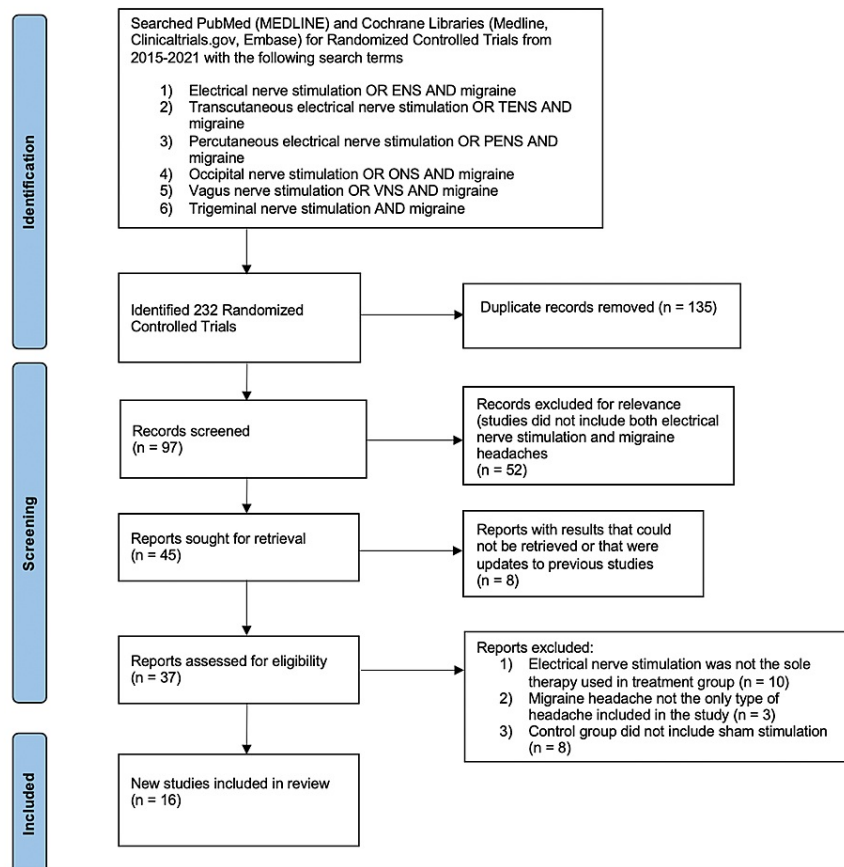 Searched PubMed (MEDLINE) and Cochrane Libraries (Medline,
Clinicaltrials.gov, Embase) for Randomized Controlled Trials from
2015-2021 with the following search terms
1) Electrical nerve stimulation OR ENS AND migraine
2) Transcutaneous electrical nerve stimulation OR TENS AND
migraine
3) Percutaneous electrical nerve stimulation OR PENS AND
migraine
4) Occipital nerve stimulation OR ONS AND migraine
5) Vagus nerve stimulation OR VNS AND migraine
6) Trigeminal nerve stimulation AND migraine
Identification
Identified 232 Randomized
Controlled Trials
Duplicate records removed (n = 135)
Screening
Records screened
(n = 97)
Records excluded for relevance
(studies did not include both electrical
nerve stimulation and migraine
headaches
(n = 52)
Reports sought for retrieval
(n = 45)
Reports with results that could
not be retrieved or that were
updates to previous studies
(n = 8)
Reports assessed for eligibility
(n = 37)
Reports excluded:
1) Electrical nerve stimulation was not the sole
therapy used in treatment group (n = 10)
2) Migraine headache not the only type of
headache included in the study (n = 3)
3) Control group did not include sham stimulation
(n = 8)
Included
New studies included in review
(n = 16)